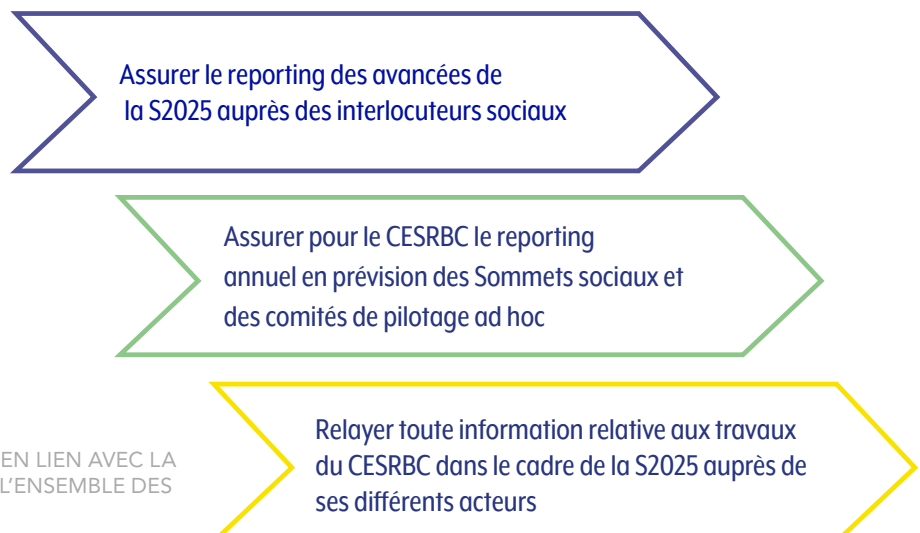 Assurer le reporting des avancées de
la S2025 auprès des interlocuteurs sociaux
Assurer pour le CESRBC le reporting
annuel en prévision des Sommets sociaux et
des comités de pilotage ad hoc
Relayer toute information relative aux travaux
du CESRBC dans le cadre de la S2025 auprès de
ses différents acteurs
EN LIEN AVEC LA
L'ENSEMBLE DES